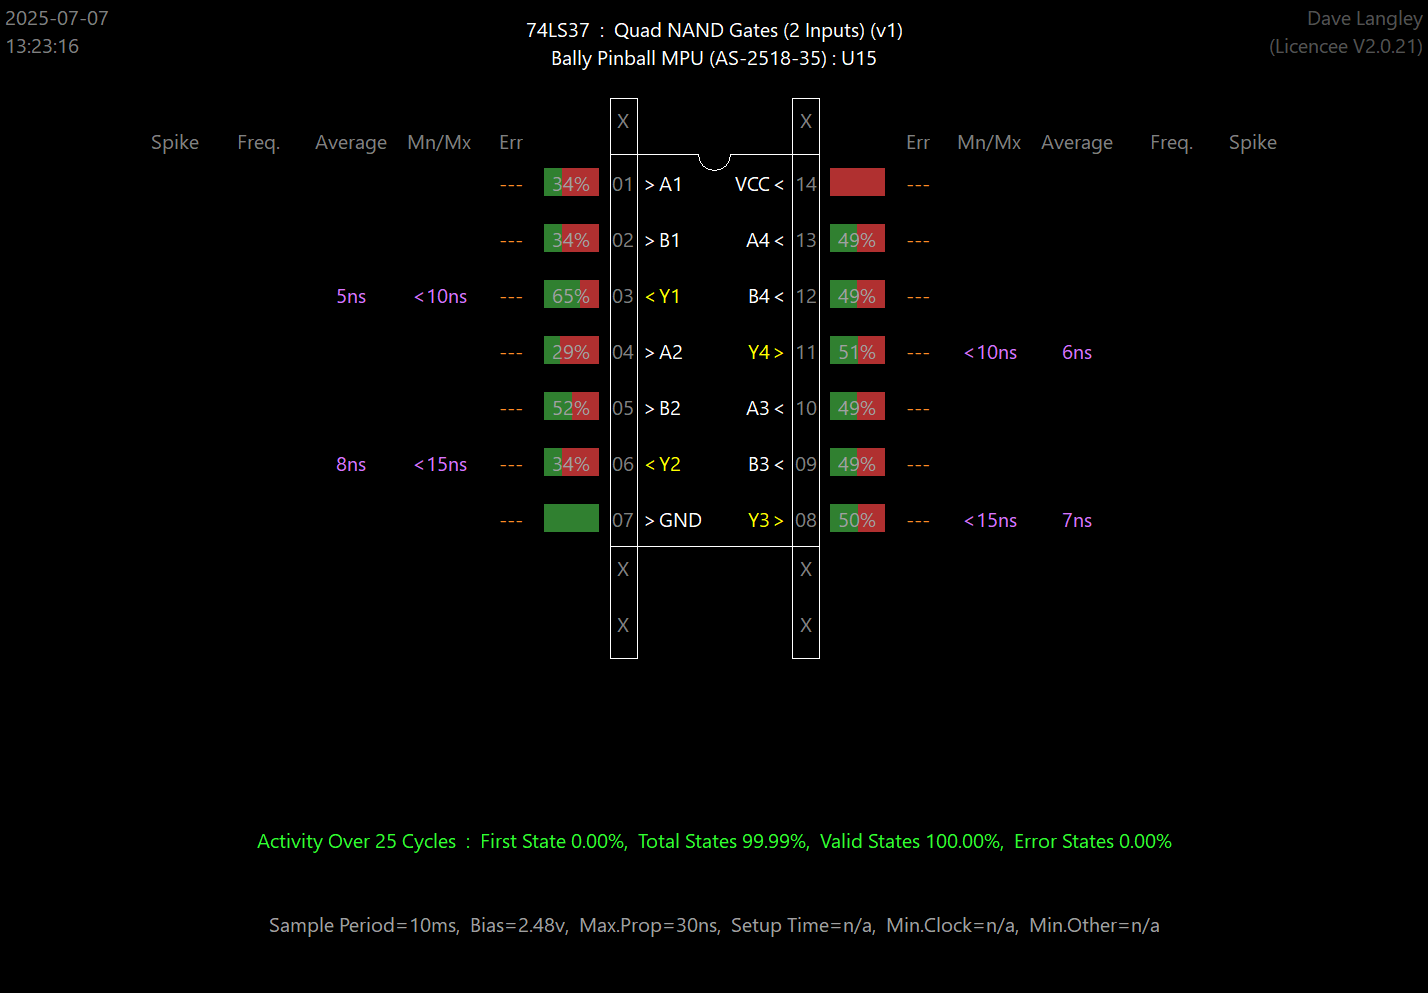 2025-07-07
13:23:16
74LS37 : Quad NAND Gates (2 Inputs) (v1)
Bally Pinball MPU (AS-2518-35) : U15
Dave Langley
(Licencee V2.0.21)
X X
Spike Freq. Average Mn/Mx Err Err Mn/Mx Average Freq. Spike
--- 34% 01 > A1 VCC < 14 ---
--- 34% 02 > B1 A4 < 13 49% ---
5ns <10ns --- 65% 03 < Y1 B4 < 12 49% ---
--- 29% 04 > A2 Y4 > 11 51% --- <10ns 6ns
--- 52% 05 > B2 A3 < 10 49% ---
8ns <15ns --- 34% 06 < Y2 B3 < 09 49% ---
--- 07 > GND Y3 > 08 50% --- <15ns 7ns
X X
X X
Activity Over 25 Cycles : First State 0.00%, Total States 99.99%, Valid States 100.00%, Error States 0.00%
Sample Period=10ms, Bias=2.48v, Max.Prop=30ns, Setup Time=n/a, Min.Clock=n/a, Min.Other=n/a